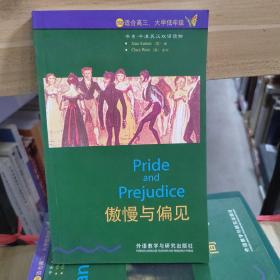 适合高三、大学低年级
书虫·牛津英汉双语读物
Jane Austen
Clare West
Pride
and
Prejudice
傲慢与偏见
外语教学与研究出版社